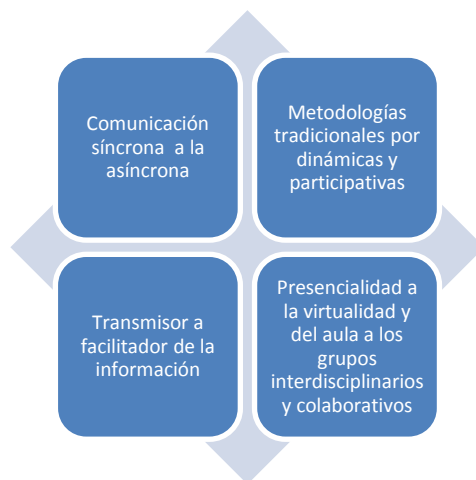 Comunicación
síncrona a la
asíncrona
Metodologías
tradicionales por
dinámicas y
participativas
Transmisor a
facilitador de la
información
Presencialidad a
la virtualidad y
del aula a los
grupos
interdisciplinarios
y colaborativos